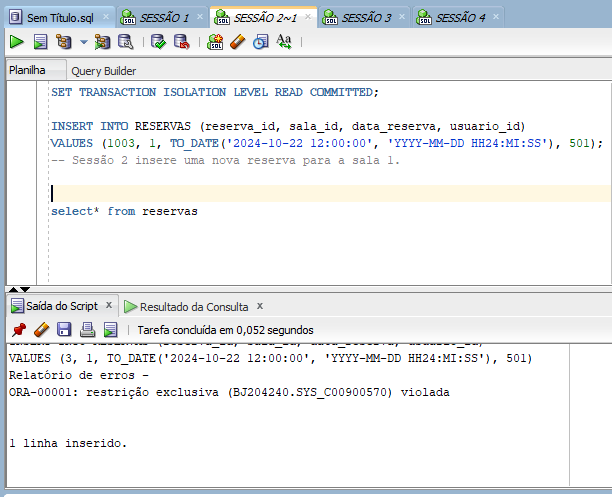 Sem Título.sql
SESSÃO 1
SESSÃO 2~1
SESSÃO 3
SESSÃO 4
Planilha
Query Builder
SET TRANSACTION ISOLATION LEVEL READ COMMITTED;
INSERT INTO RESERVAS (reserva_id, sala_id, data_reserva, usuario_id)
VALUES (1003, 1, TO_DATE('2024-10-22 12:00:00', 'YYYY-MM-DD HH24:MI:SS'), 501);
-- Sessão 2 insere uma nova reserva para a sala 1.
select* from reservas
Saída do Script
Resultado da Consulta
Tarefa concluída em 0,052 segundos
VALUES (3, 1, TO_DATE('2024-10-22 12:00:00', 'YYYY-MM-DD HH24:MI:SS'), 501)
Relatório de erros -
ORA-00001: restrição exclusiva (BJ204240.SYS_C00900570) violada
1 linha inserido.